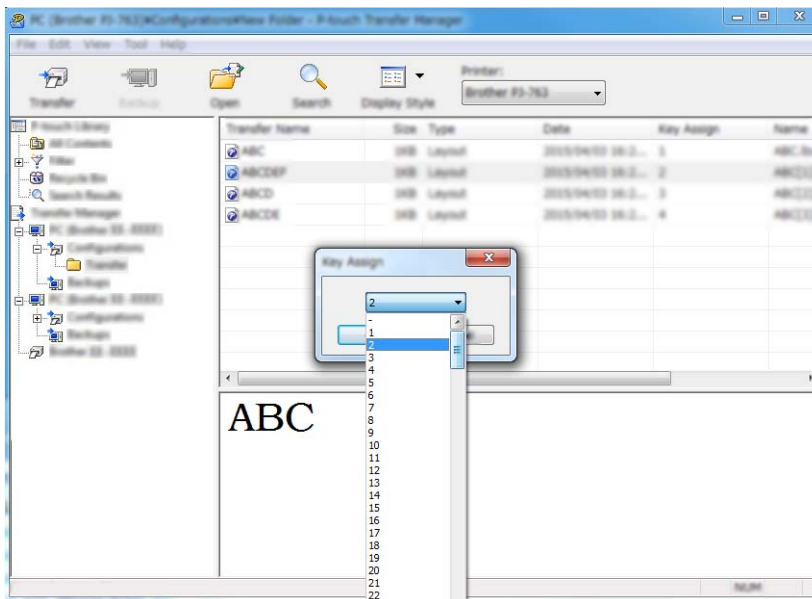 PC (Brother PJ-763)¥Configurations¥New Folder - P-touch Transfer Manager
File Edit View Tool Help
Transfer Backup Open Search Display Style
Printer:
Brother PJ-763
P-touch Library
All Contents
Filter
Recycle Bin
Search Results
Transfer Manager
Configurations
Transfer
Backups
Configurations
Backups
Transfer Name Size Type Date Key Assign Name
ABC 1KB Layout 1
ABCDEF 1KB Layout 2
ABCD 1KB Layout 3
ABCDE 1KB Layout 4
Key Assign
2
-
1
2
3
4
5
6
7
8
9
10
11
12
13
14
15
16
17
18
19
20
21
22
ABC
NUM